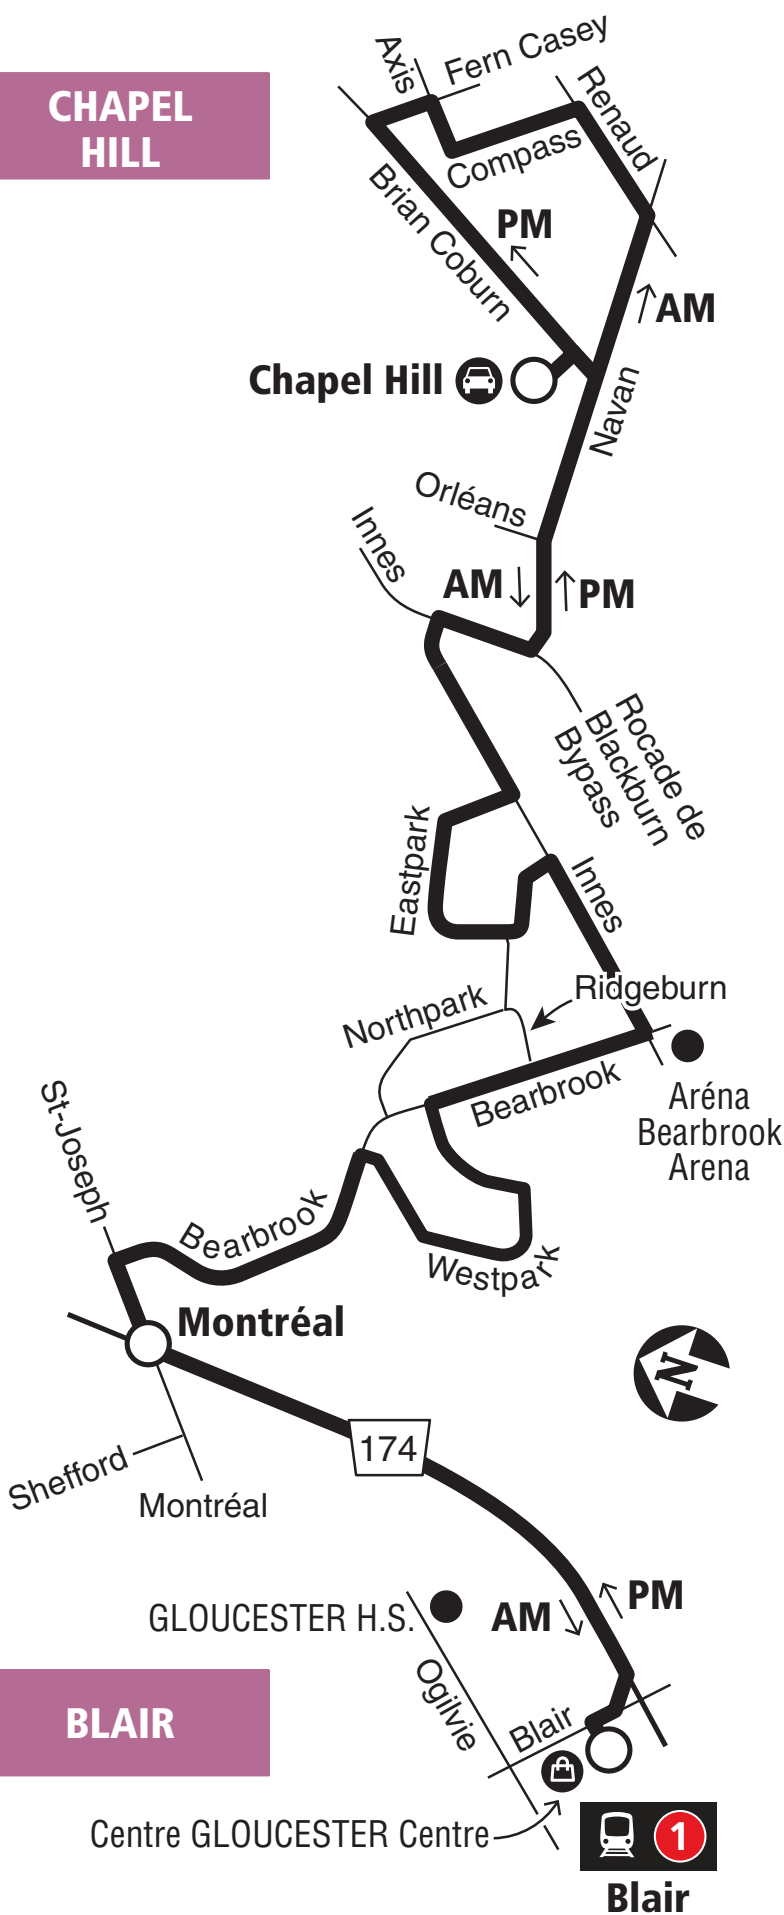 Axis
Fern Casey
Renaud
CHAPEL
HILL
Compass
Brian Coburn
PM
AM
Chapel Hill
Navan
Orléans
Innes
AM
PM
Rocade de
Blackburn
Bypass
Eastpark
Innes
Ridgeburn
Northpark
Bearbrook
Aréna
Bearbrook
Arena
St-Joseph
Bearbrook
Westpark
Montréal
N
174
Shefford
Montréal
PM
AM
GLOUCESTER H.S.
Ogilvie
BLAIR
Blair
Centre GLOUCESTER Centre
1
Blair